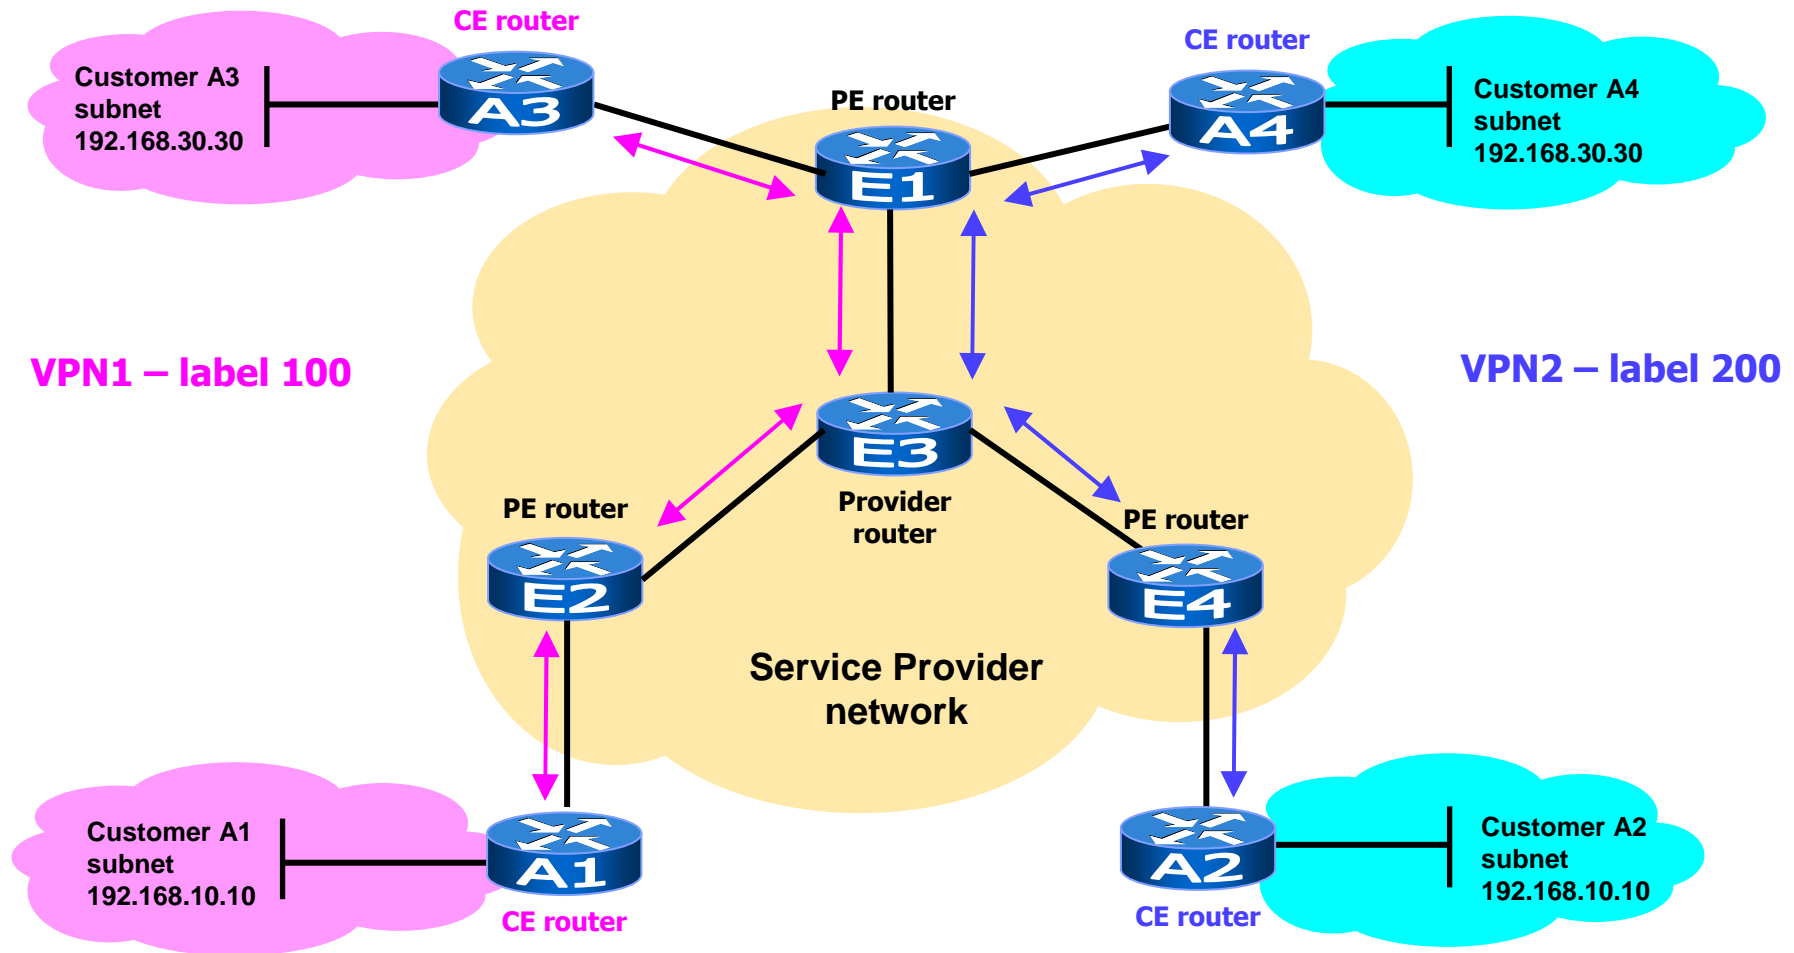 CE router
Customer A3
subnet
192.168.30.30
A3
PE router
E1
CE router
A4
Customer A4
subnet
192.168.30.30
VPN1 – label 100
VPN2 – label 200
E3
Provider
router
PE router
E2
PE router
E4
Service Provider
network
Customer A1
subnet
192.168.10.10
A1
CE router
A2
CE router
Customer A2
subnet
192.168.10.10